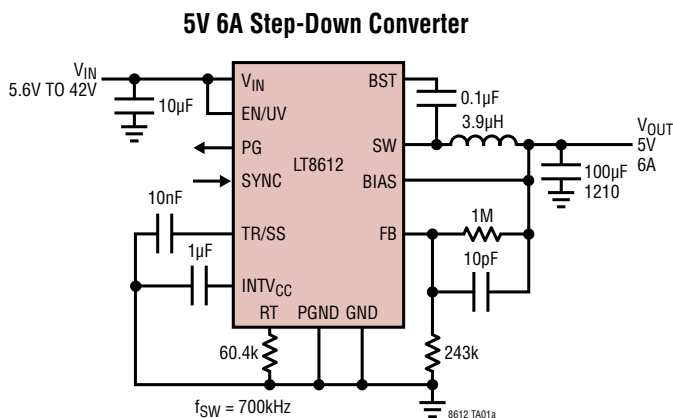 5V 6A Step-Down Converter
VIN
5.6V TO 42V
10µF
VIN
EN/UV
PG
SYNC
TR/SS
INTVCC
RT
PGND
GND
LT8612
BST
SW
BIAS
FB
0.1µF
3.9µH
VOUT
5V
6A
100µF
1210
1M
10pF
243k
10nF
1µF
60.4k
fSW = 700kHz
8612 TA01a